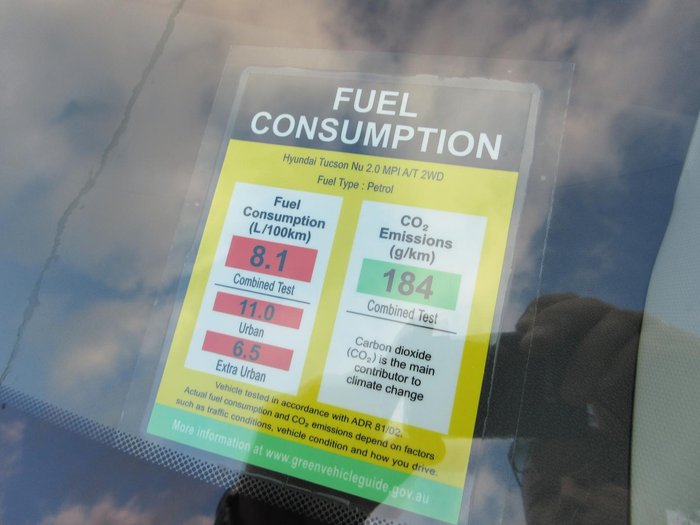 FUEL
CONSUMPTION
Hyundai Tucson Nu 2.0 MPI A/T 2WD
Fuel Type : Petrol
Fuel
Consumption
(L/100km)
8.1
Combined Test
11.0
Urban
6.5
Extra Urban
CO₂
Emissions
(g/km)
184
Combined Test
Carbon dioxide
(CO₂) is the main
contributor to
climate change
Vehicle tested in accordance with ADR 81/02.
Actual fuel consumption and CO₂ emissions depend on factors
such as traffic conditions, vehicle condition and how you drive.
More information at www.greenvehicleguide.gov.au